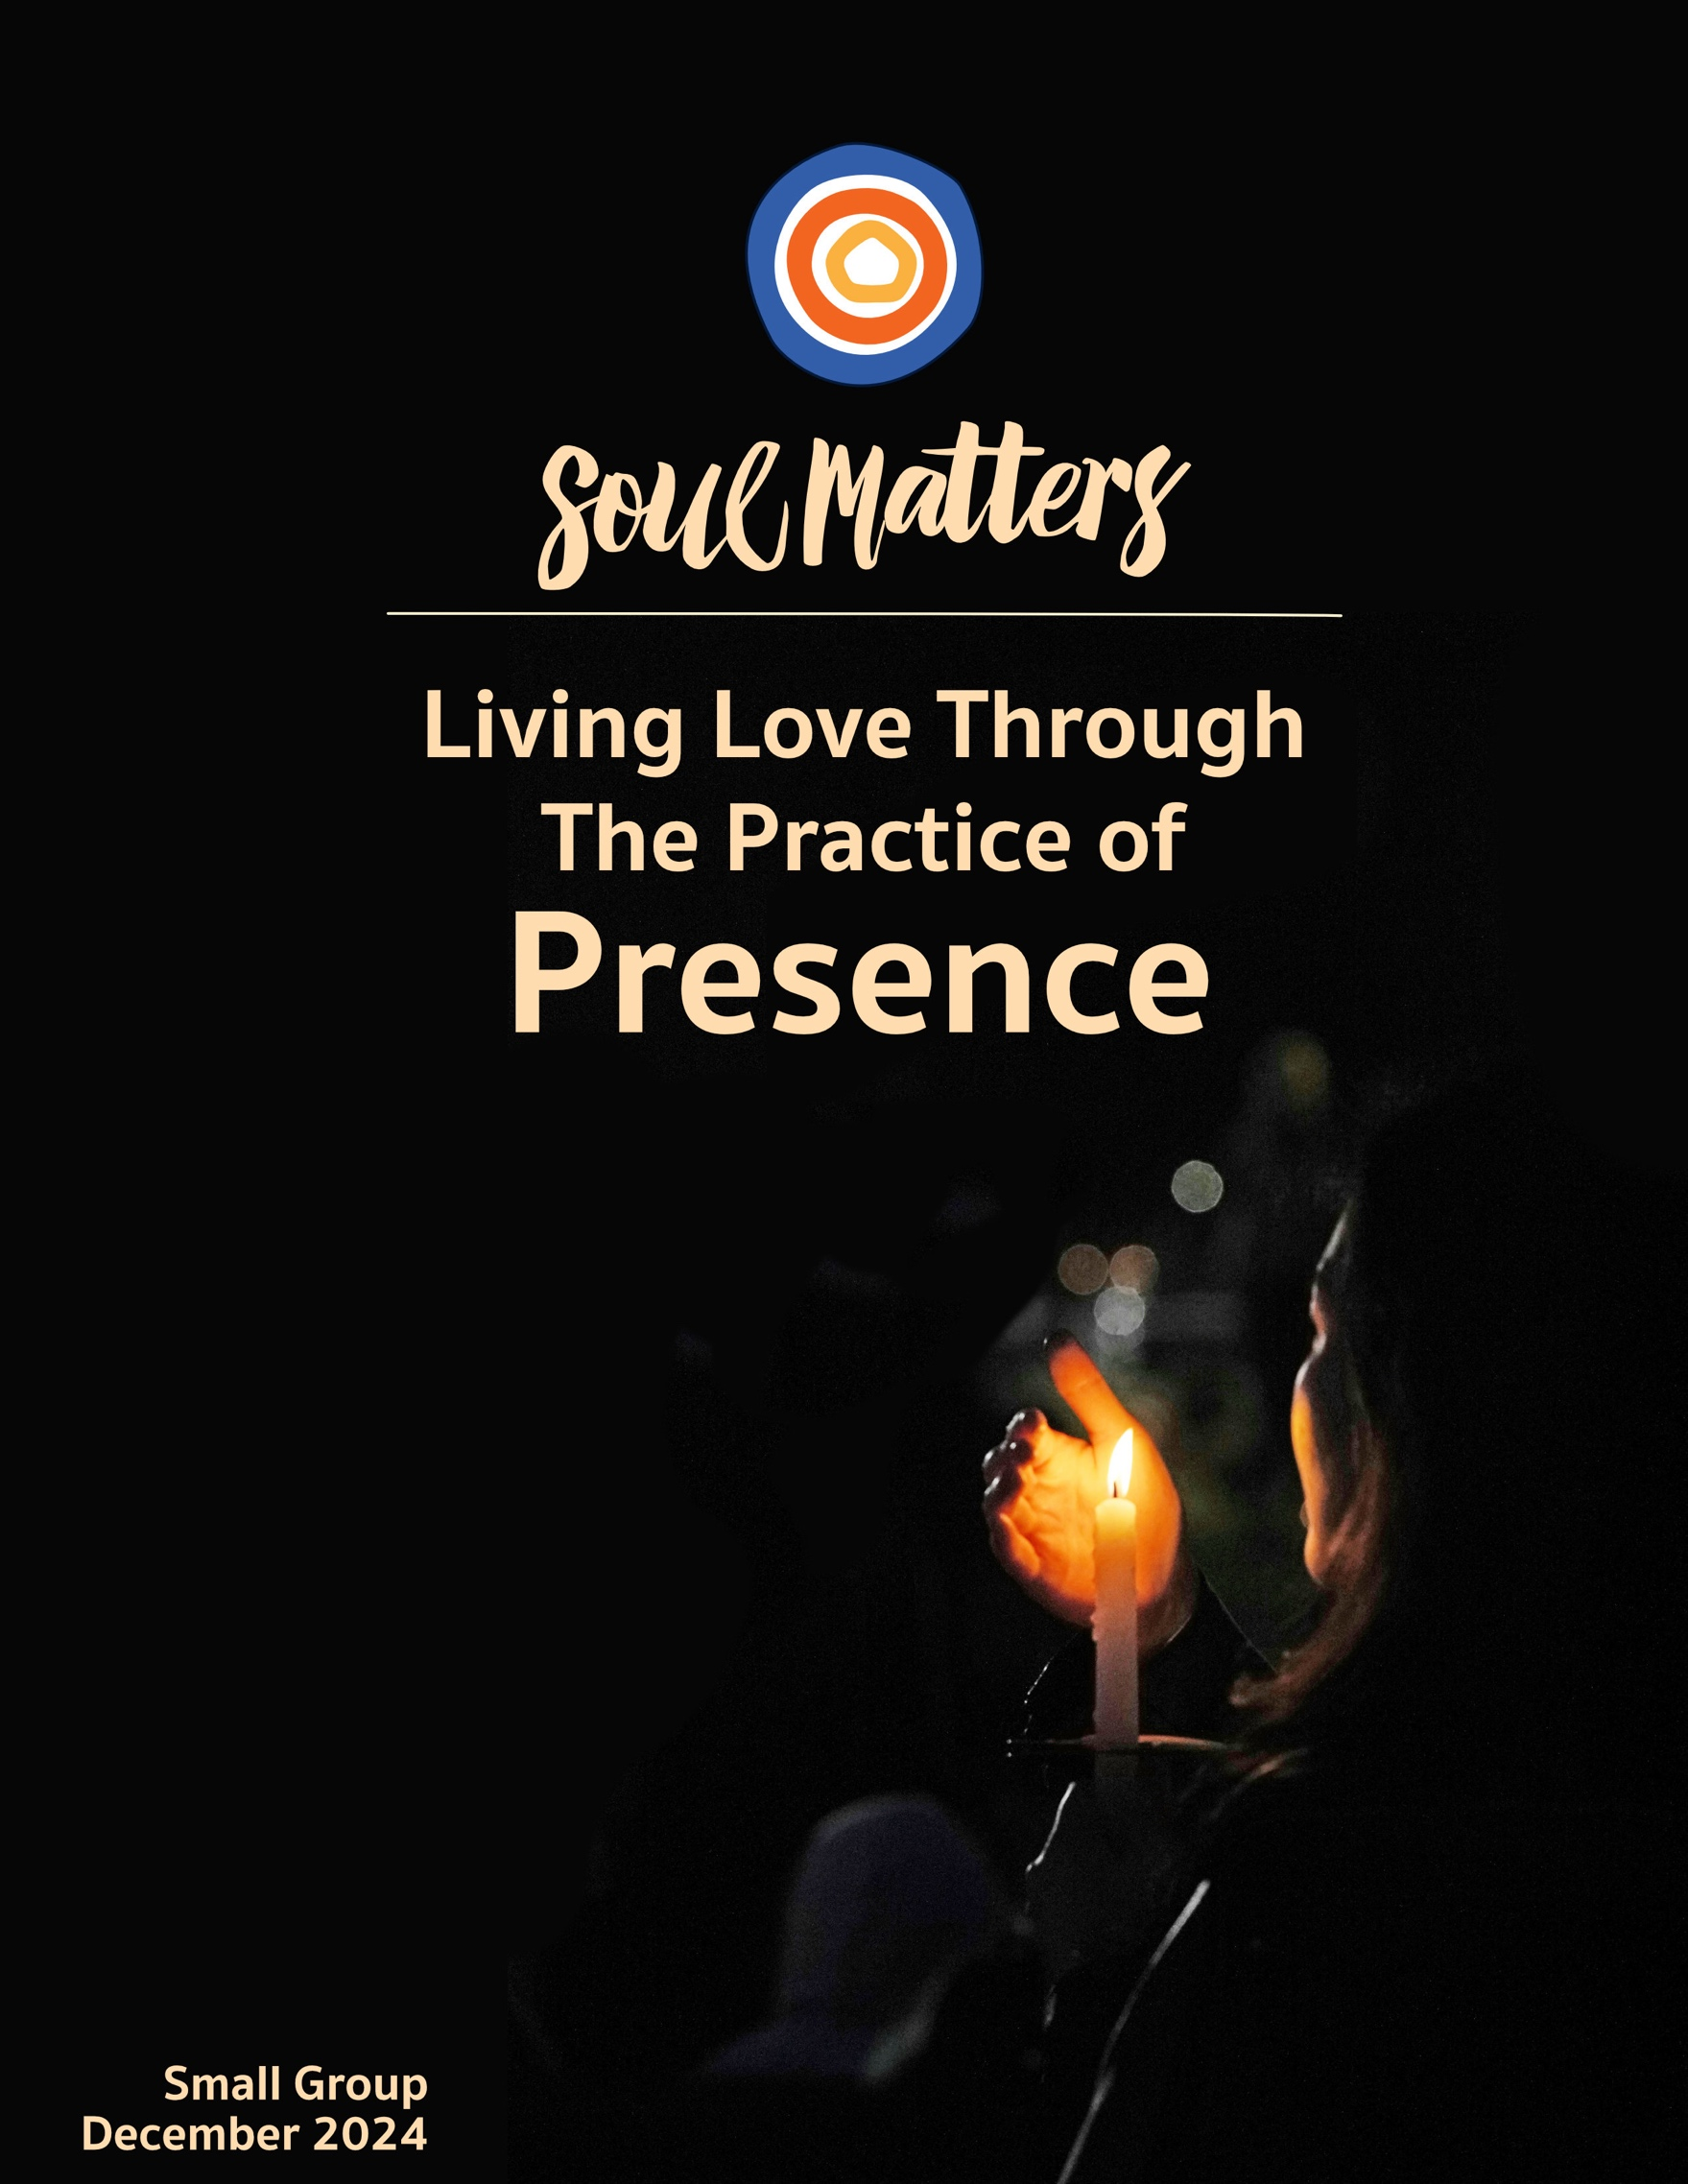 Soul Matters
Living Love Through
The Practice of
Presence
Small Group
December 2024